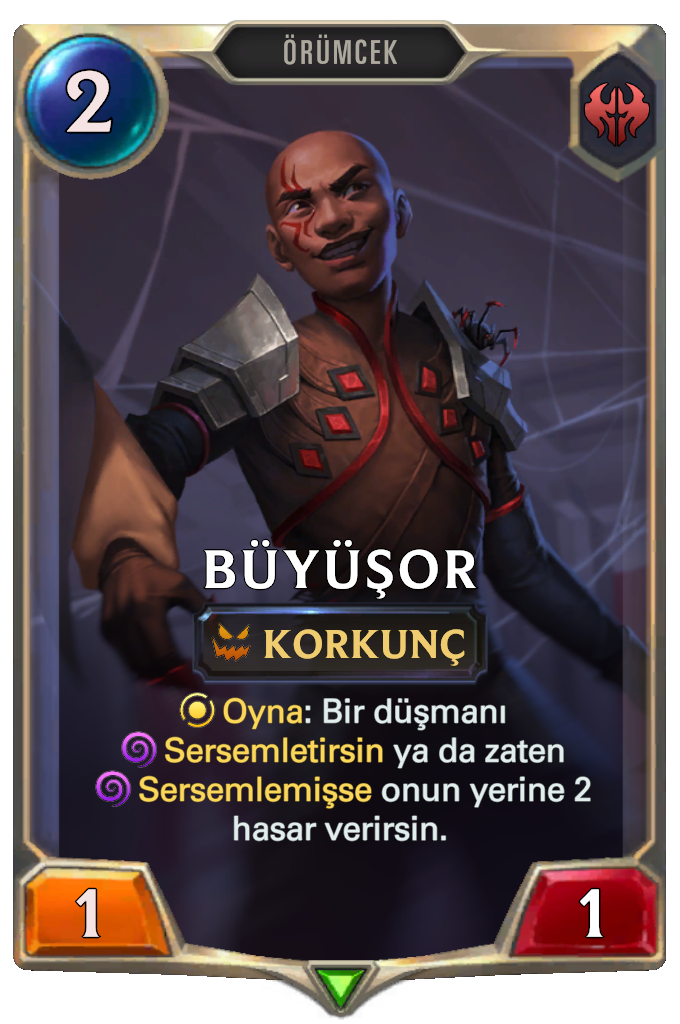 ÖRÜMCEK
2
BÜYÜŞOR
KORKUNÇ
Oyna: Bir düşmanı
Sersemletirsin ya da zaten
Sersemlemişse onun yerine 2
hasar verirsin.
1
1